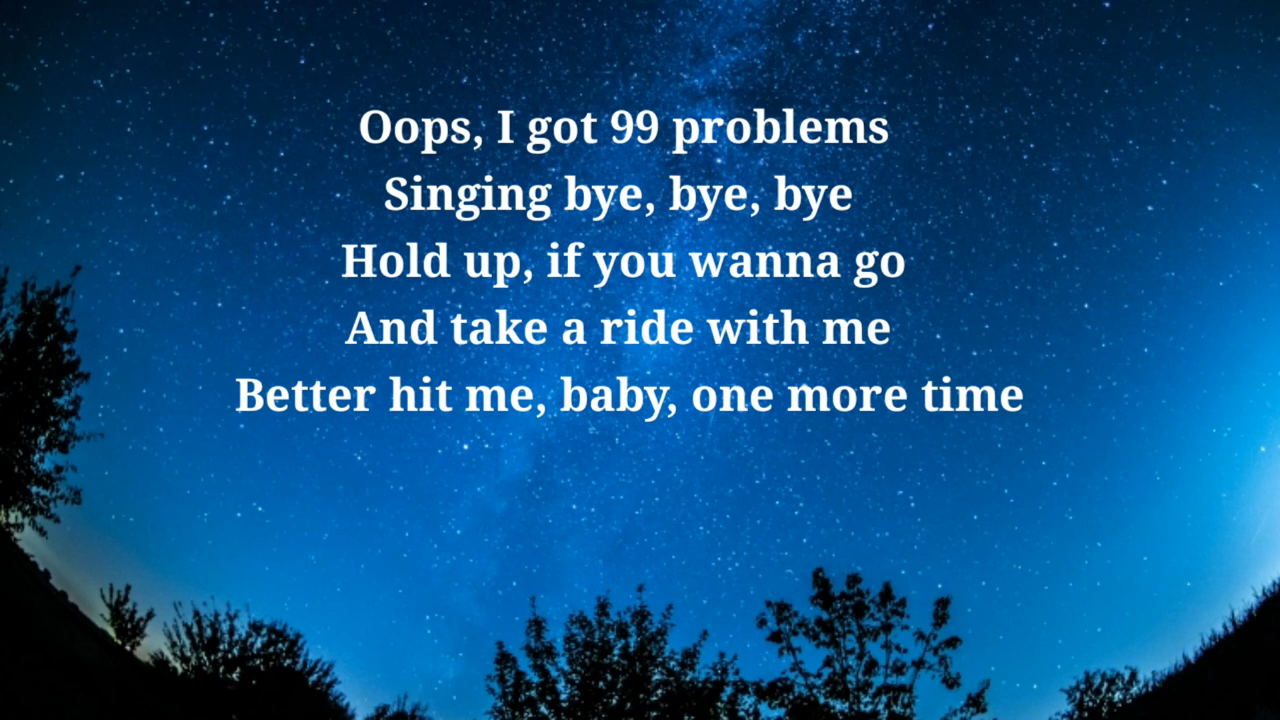 Oops, I got 99 problems
Singing bye, bye, bye
Hold up, if you wanna go
And take a ride with me
Better hit me, baby, one more time